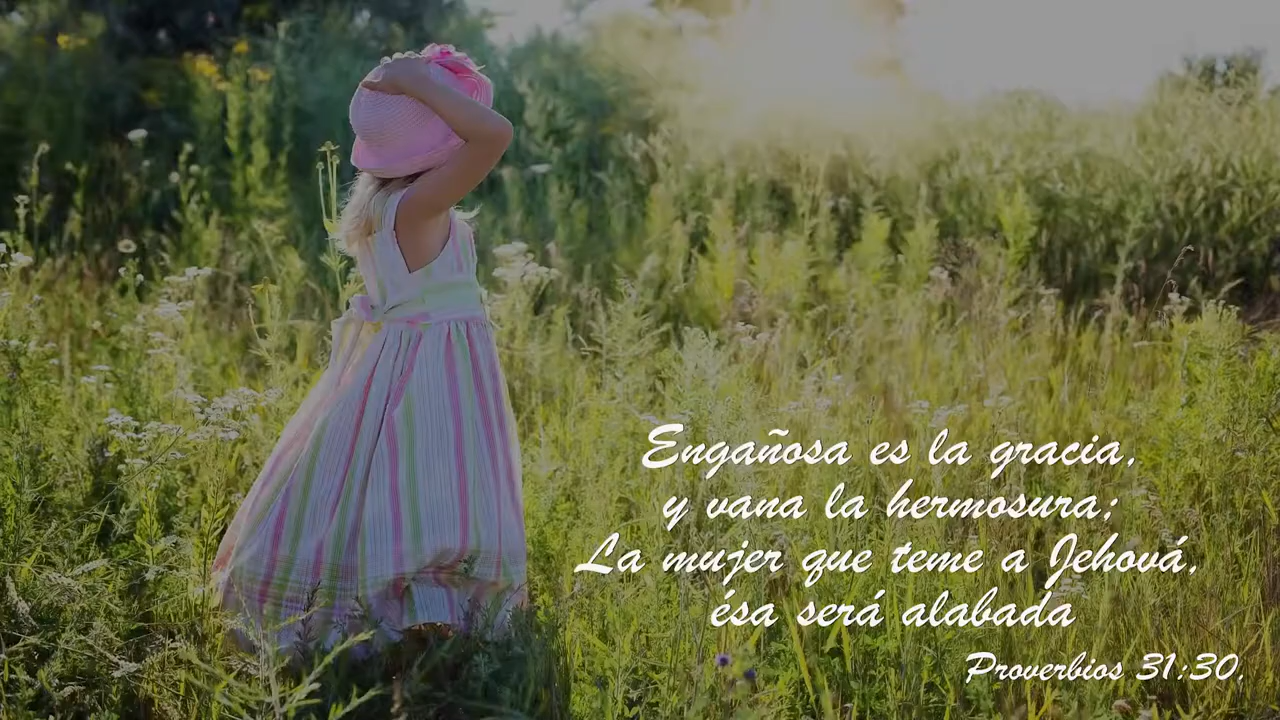 Engañosa es la gracia,
y vana la hermosura;
La mujer que teme a Jehová,
ésa será alabada
Proverbios 31:30.